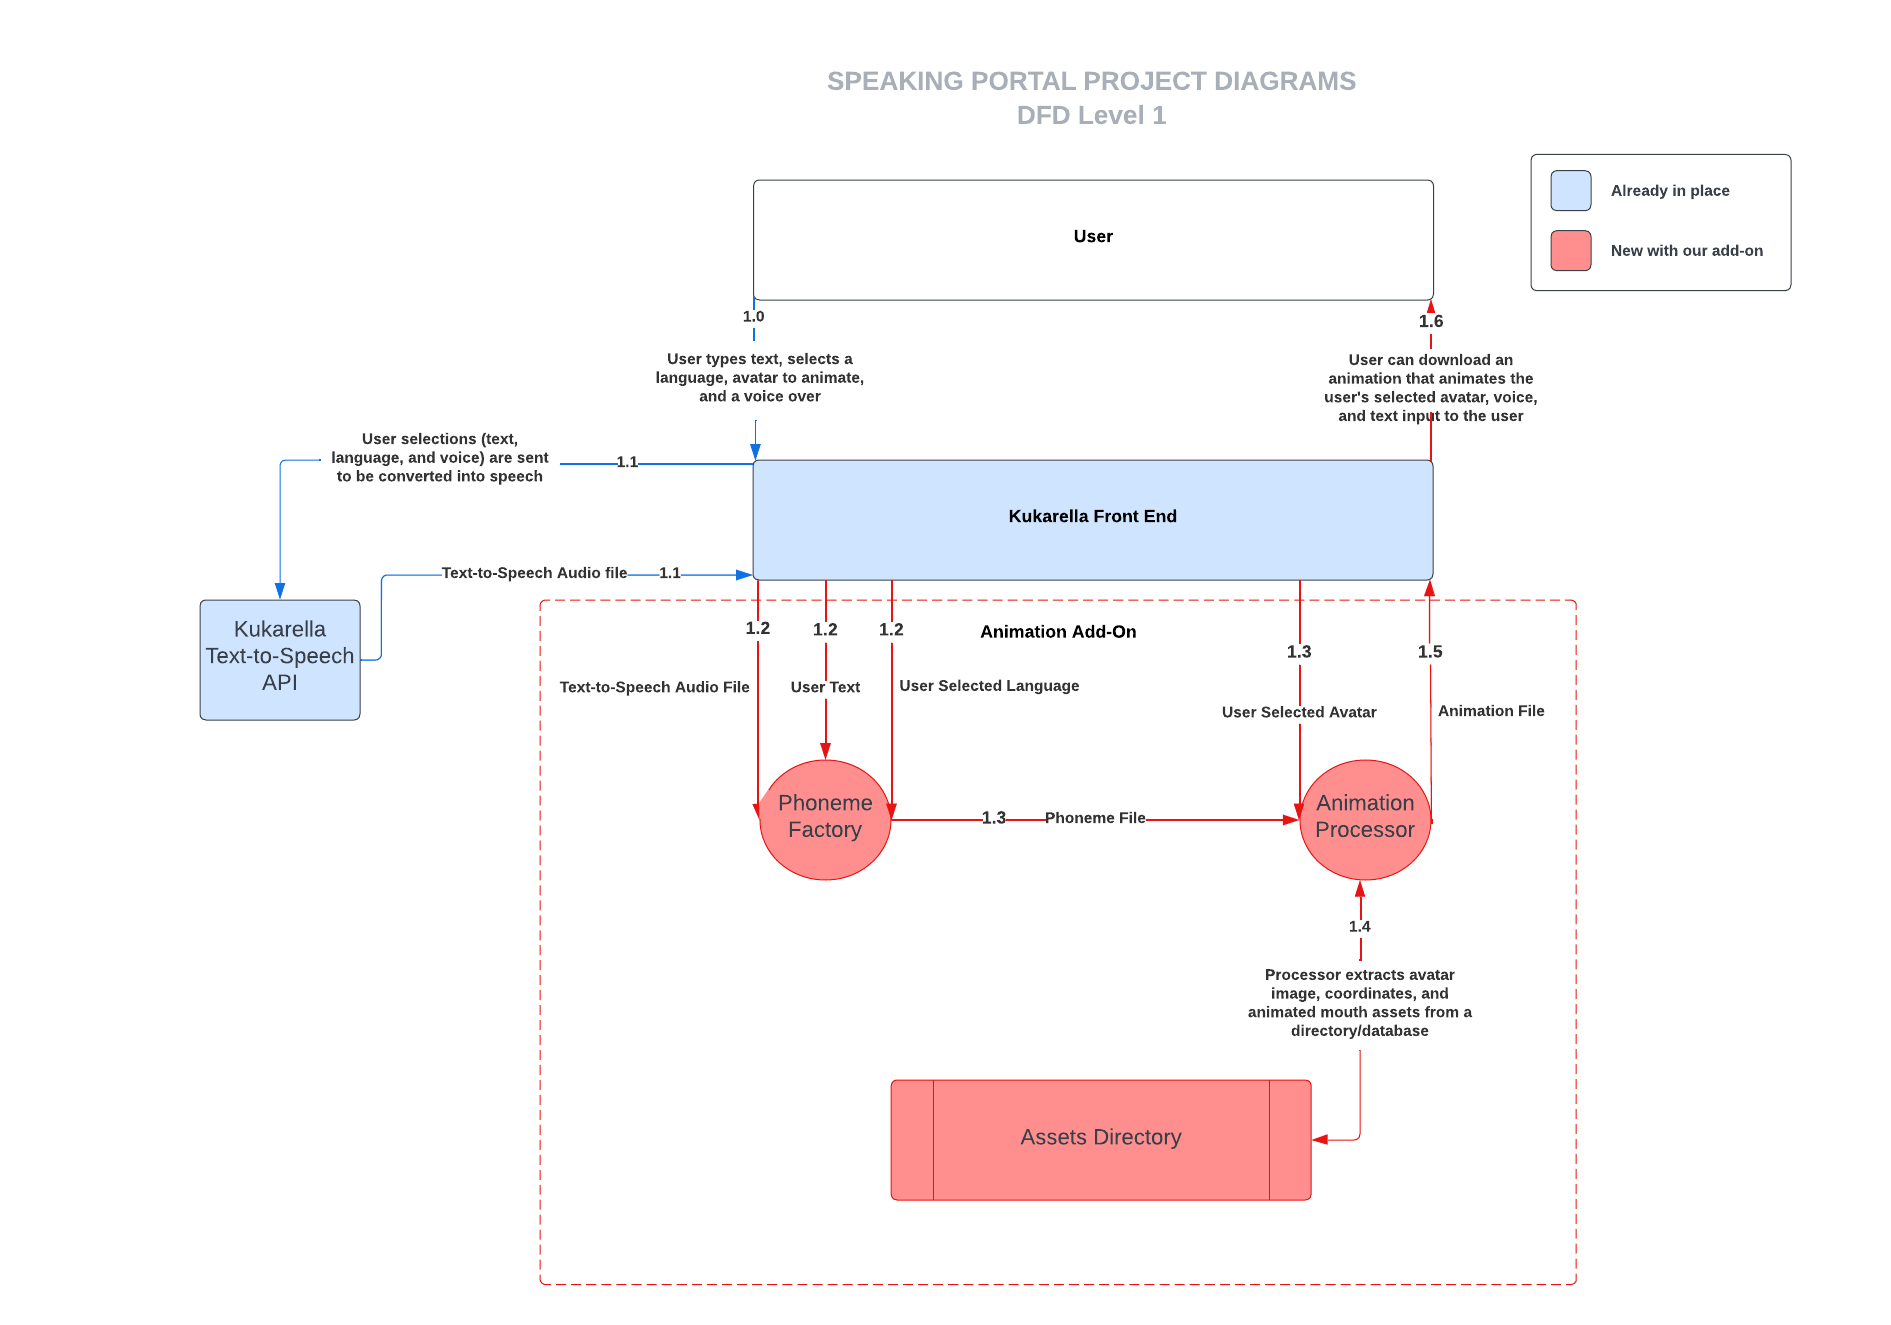 SPEAKING PORTAL PROJECT DIAGRAMS
DFD Level 1
Already in place
New with our add-on
User
1.0
User types text, selects a
language, avatar to animate,
and a voice over
1.6
User can download an
animation that animates the
user's selected avatar, voice,
and text input to the user
User selections (text,
language, and voice) are sent
to be converted into speech
1.1
Kukarella Front End
Text-to-Speech Audio file
1.1
Kukarella
Text-to-Speech
API
1.2
1.2
1.2
Animation Add-On
1.3
1.5
Text-to-Speech Audio File
User Text
User Selected Language
User Selected Avatar
Animation File
Phoneme
Factory
1.3
Phoneme File
Animation
Processor
1.4
Processor extracts avatar
image, coordinates, and
animated mouth assets from a
directory/database
Assets Directory